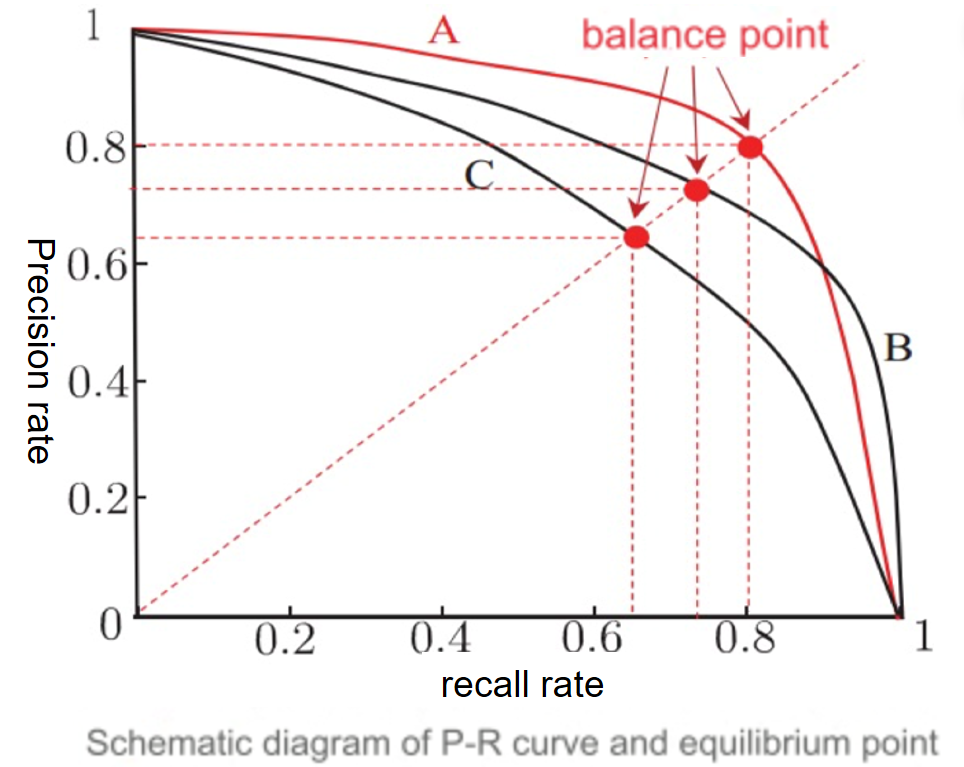 1
A
balance point
0.8
C
Precision rate
0.6
B
0.4
0.2
0
0.2
0.4
0.6
0.8
1
recall rate
Schematic diagram of P-R curve and equilibrium point